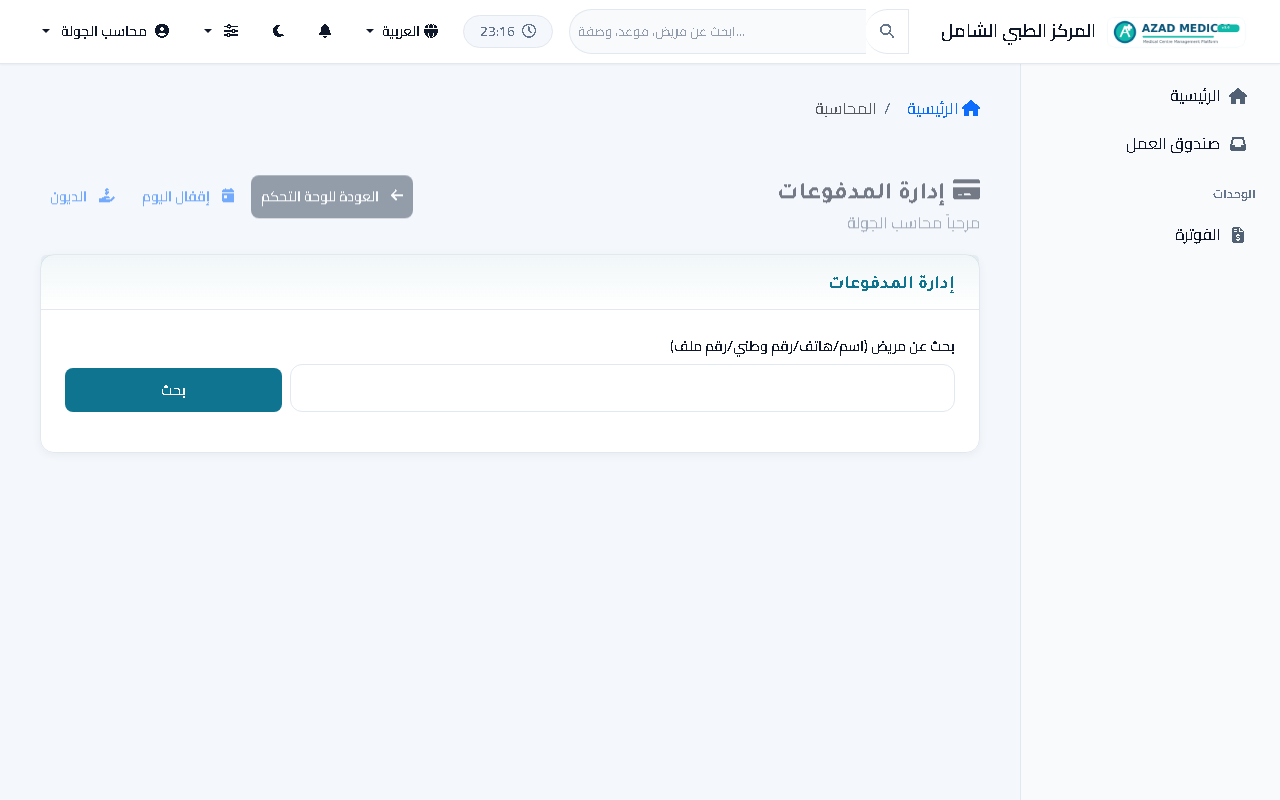 AZAD MEDIC
Medical Centre Management Platform
المركز الطبي الشامل
ابحث عن مريض، موعد، وصفة...
23:16
العربية
محاسب الجولة
الرئيسية
صندوق العمل
الوحدات
الفوترة
الرئيسية / المحاسبة
إدارة المدفوعات
مرحباً محاسب الجولة
العودة للوحة التحكم
إقفال اليوم
الديون
إدارة المدفوعات
بحث عن مريض (اسم/هاتف/رقم وطني/رقم ملف)
بحث